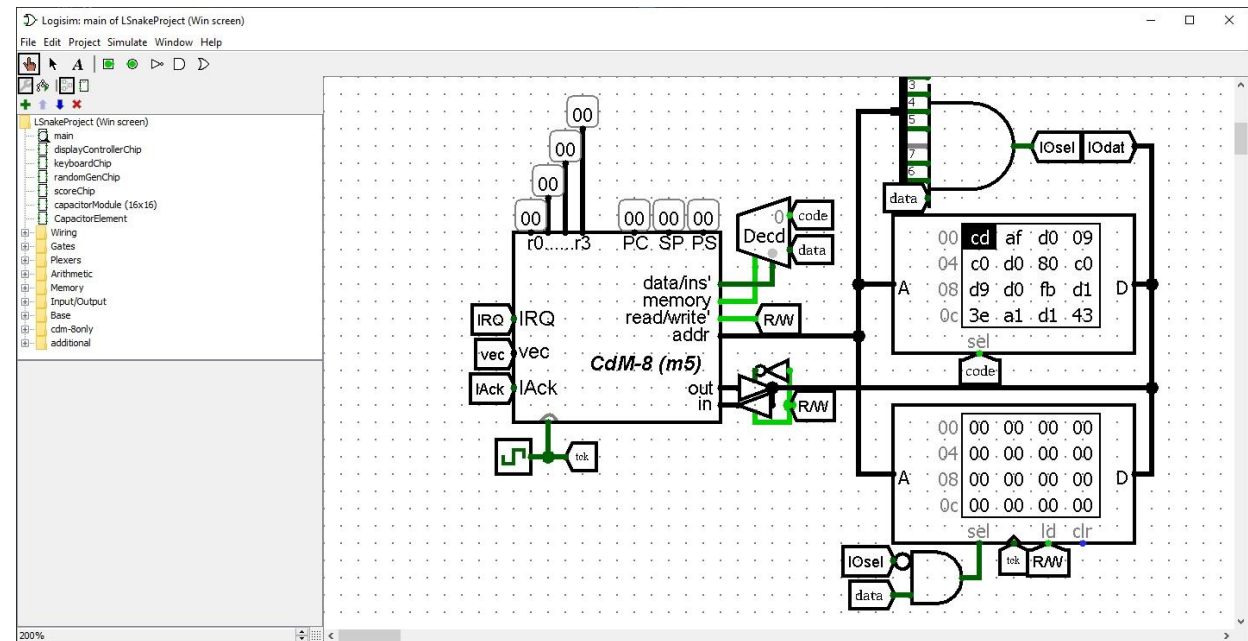 Logisim: main of LSnakeProject (Win screen)
File Edit Project Simulate Window Help
A
LSnakeProject (Win screen)
main
displayControllerChip
keyboardChip
randomGenChip
scoreChip
capacitorModule (16x16)
CapacitorElement
Wiring
Gates
Plexers
Arithmetic
Memory
Input/Output
Base
cdm-8only
additional
200%
00
00
00
00 00 00 00
r0......r3 PC SP PS
data/ins'
memory
read/write'
addr
CdM-8 (m5)
out
in
IRQ IRQ
vec vec
IAck IAck
tck
0
Decd
code
data
R/W
R/W
3
4
5
7
6
data
IOsel IOdat
00 cd af d0 09
04 c0 d0 80 c0
08 d9 d0 fb d1
0c 3e a1 d1 43
A D
sel
code
00 00 00 00 00
04 00 00 00 00
08 00 00 00 00
0c 00 00 00 00
A D
sel ld clr
tck R/W
IOsel
data